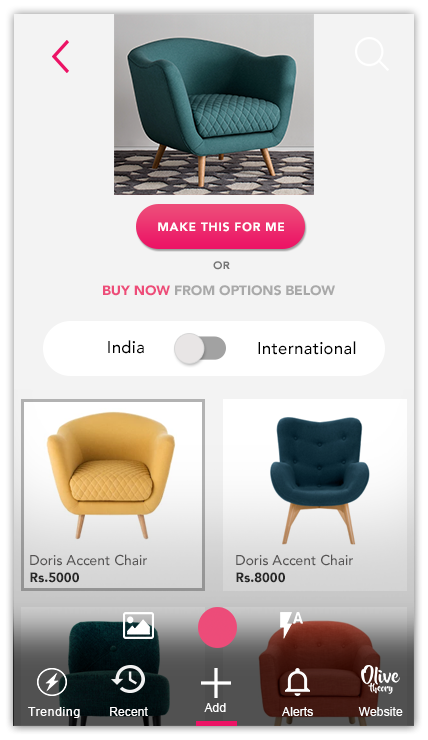 MAKE THIS FOR ME
OR
BUY NOW FROM OPTIONS BELOW
India International
Doris Accent Chair Doris Accent Chair
Rs.5000 Rs.8000
A
Olive
theory
Trending Recent Add Alerts Website